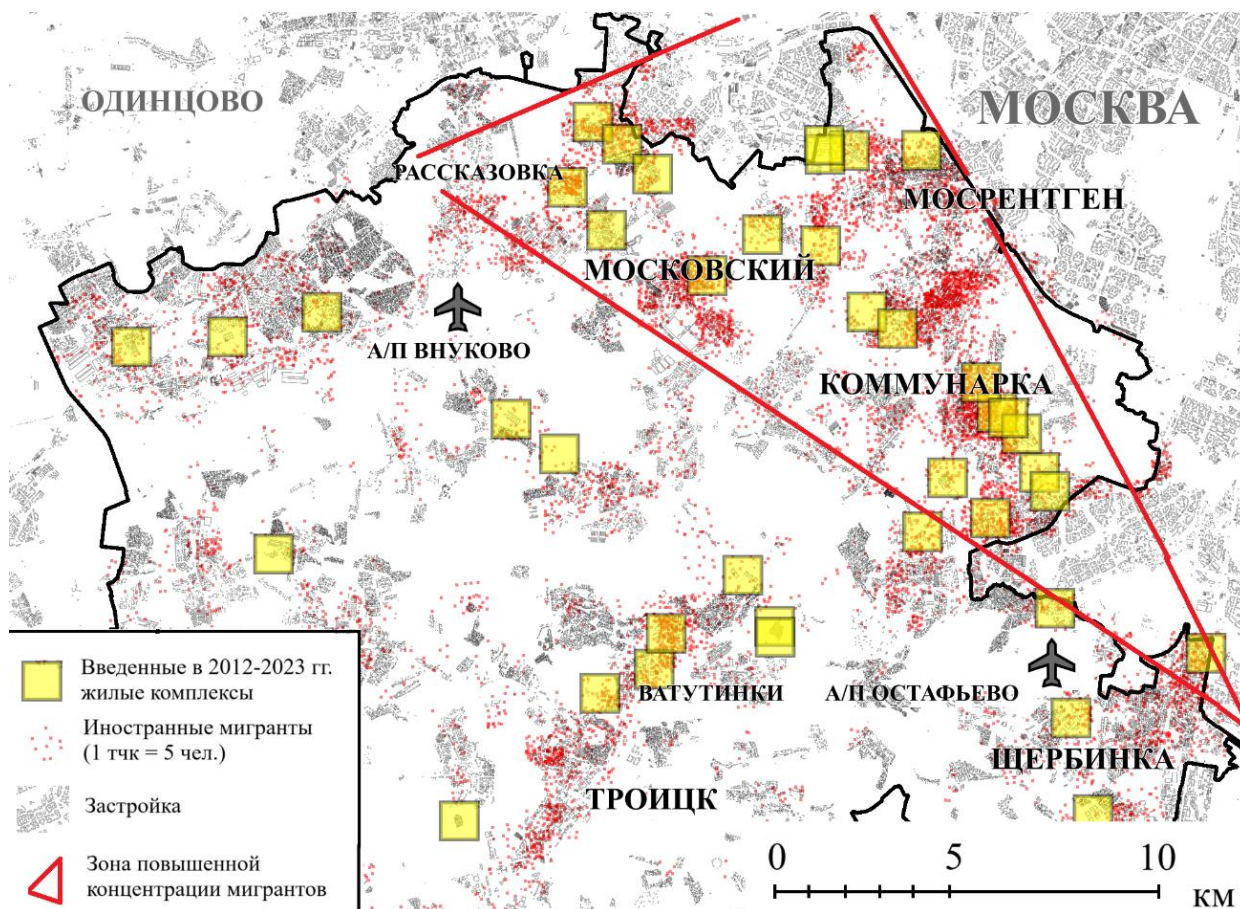 ОДИНЦОВО
МОСКВА
РАССКАЗОВКА
МОСРЕНТГЕН
МОСКОВСКИЙ
А/П ВНУКОВО
КОММУНАРКА
ВАТУТИНКИ
А/П ОСТАФЬЕВО
ЩЕРБИНКА
ТРОИЦК
Введенные в 2012-2023 гг.
жилые комплексы
Иностранные мигранты
(1 тчк = 5 чел.)
Застройка
Зона повышенной
концентрации мигрантов
0 5 10
км